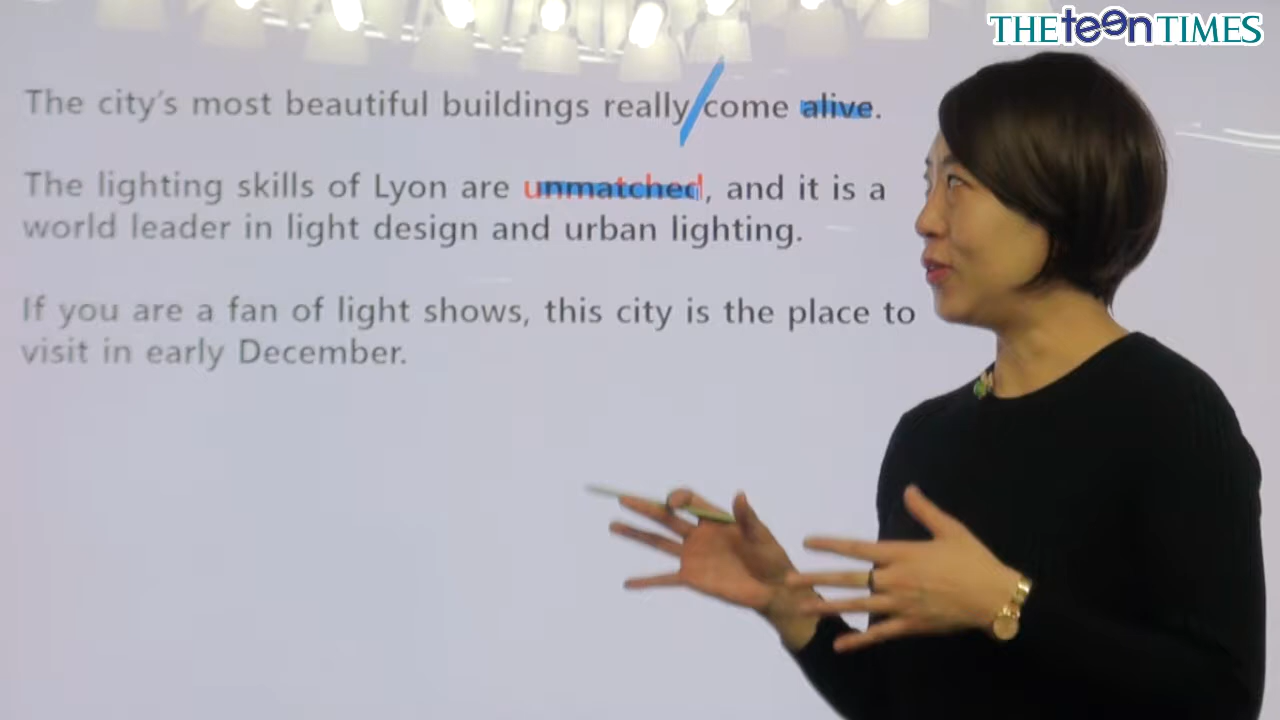 THE teen TIMES
The city's most beautiful buildings really come alive.
The lighting skills of Lyon are unmatched, and it is a
world leader in light design and urban lighting.
If you are a fan of light shows, this city is the place to
visit in early December.